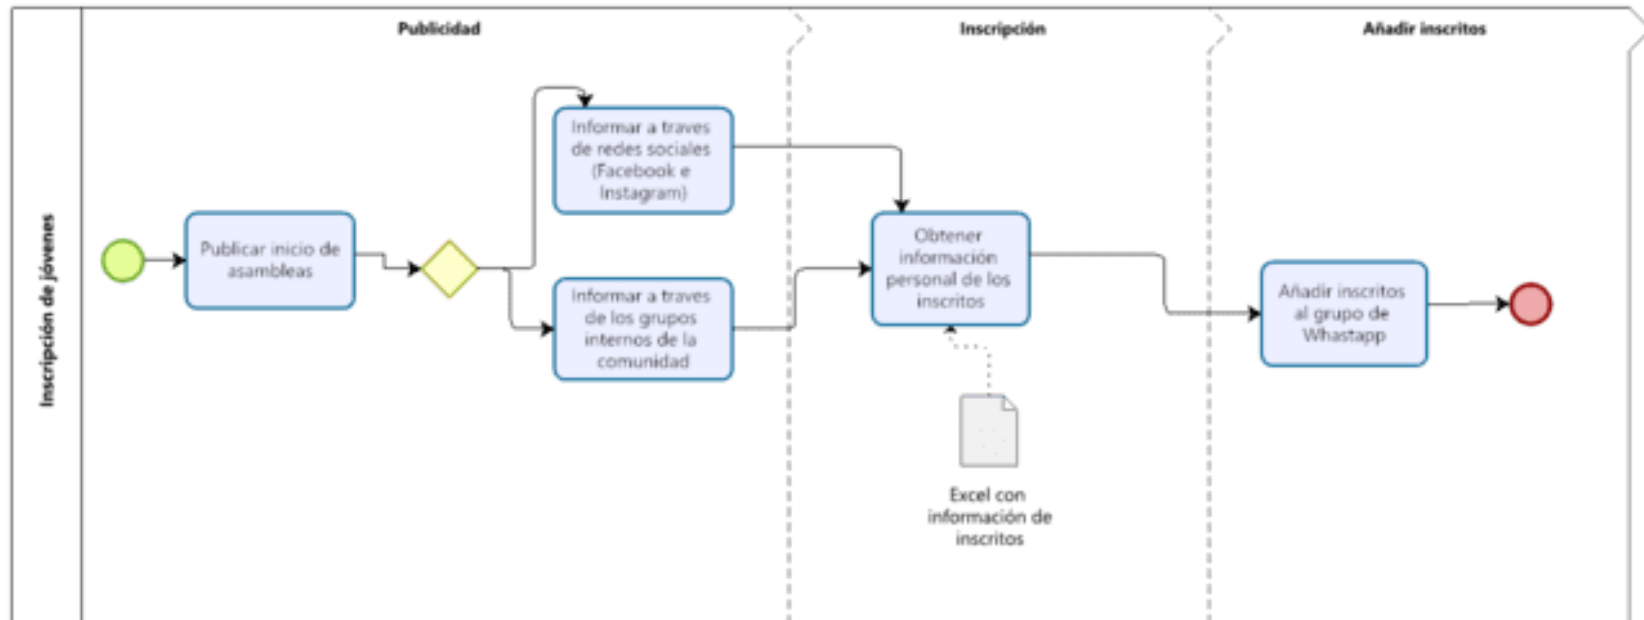 Publicidad
Inscripción
Añadir inscritos
Inscripción de jóvenes
Publicar inicio de
asambleas
Informar a traves
de redes sociales
(Facebook e
Instagram)
Informar a traves
de los grupos
internos de la
comunidad
Obtener
información
personal de los
inscritos
Excel con
información de
inscritos
Añadir inscritos
al grupo de
Whastapp